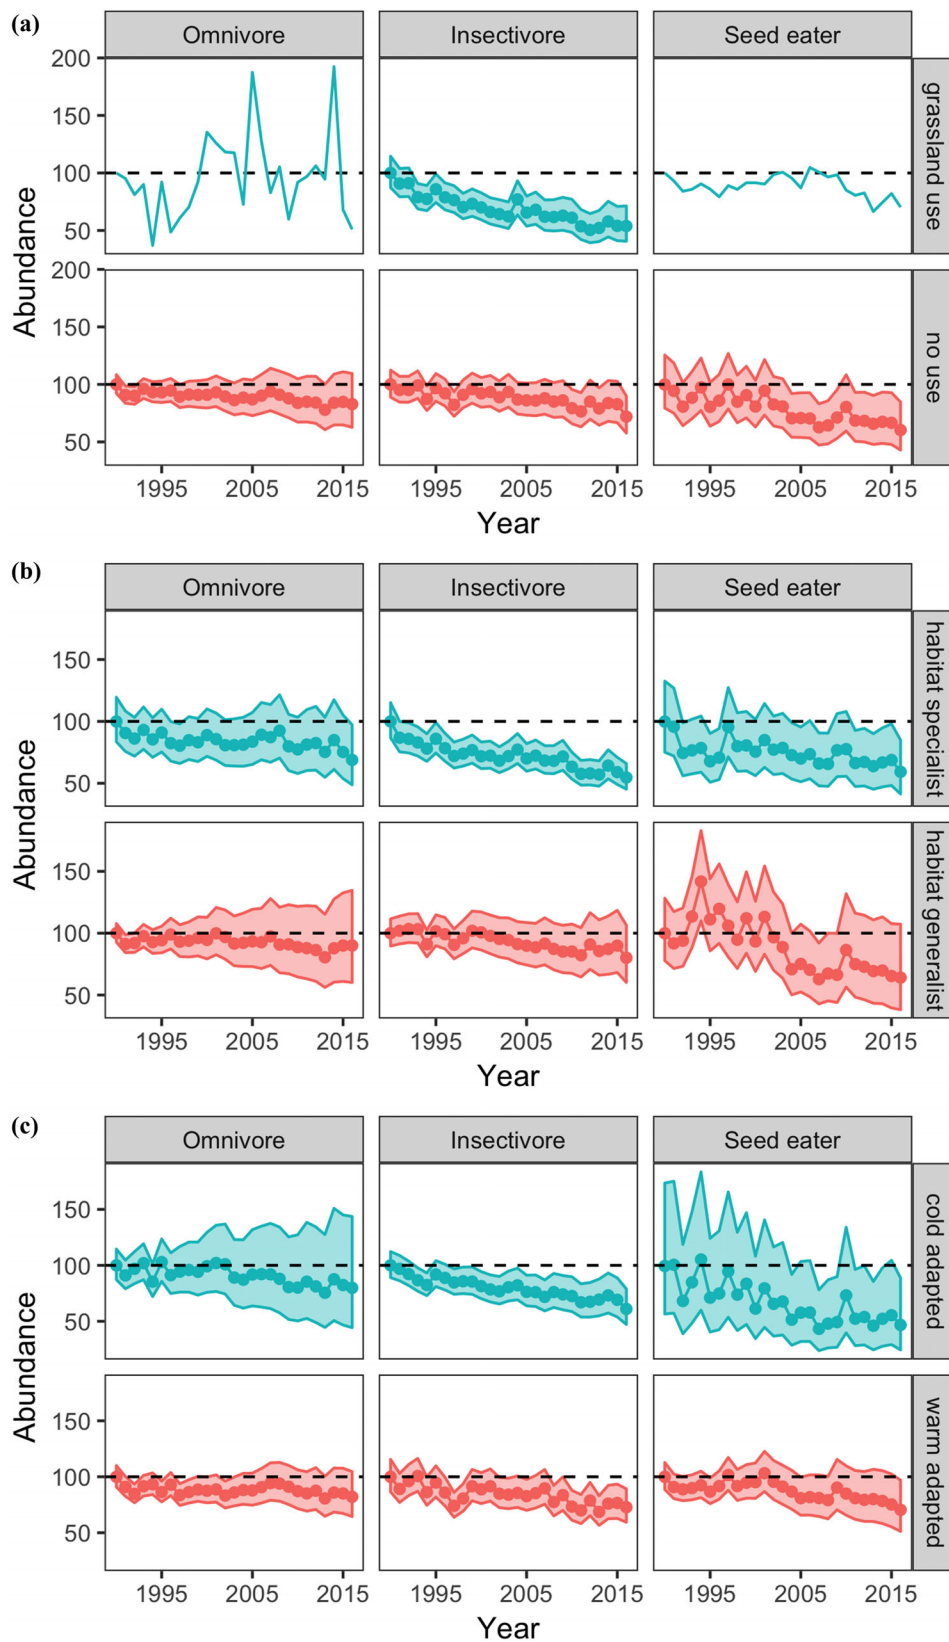 (a)
Omnivore Insectivore Seed eater
200
150
100
50
grassland use
Abundance
200
150
100
50
no use
1995 2005 2015 1995 2005 2015 1995 2005 2015
Year
(b)
Omnivore Insectivore Seed eater
150
100
50
habitat specialist
Abundance
150
100
50
habitat generalist
1995 2005 2015 1995 2005 2015 1995 2005 2015
Year
(c)
Omnivore Insectivore Seed eater
150
100
50
cold adapted
Abundance
150
100
50
warm adapted
1995 2005 2015 1995 2005 2015 1995 2005 2015
Year